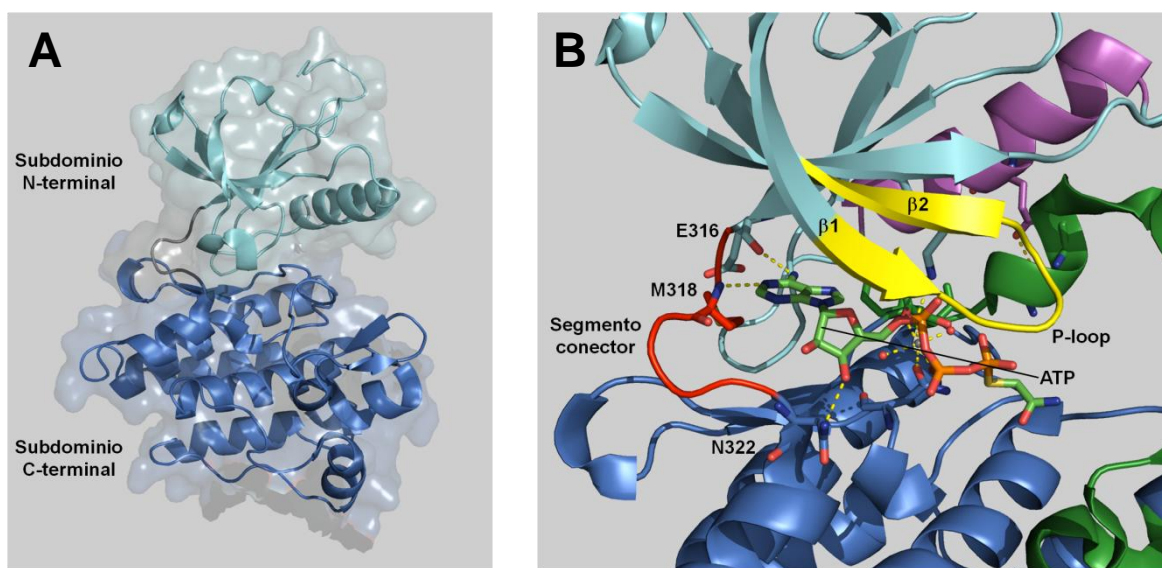 A
Subdominio
N-terminal
Subdominio
C-terminal
B
E316
M318
Segmento
conector
N322
β1
β2
P-loop
ATP